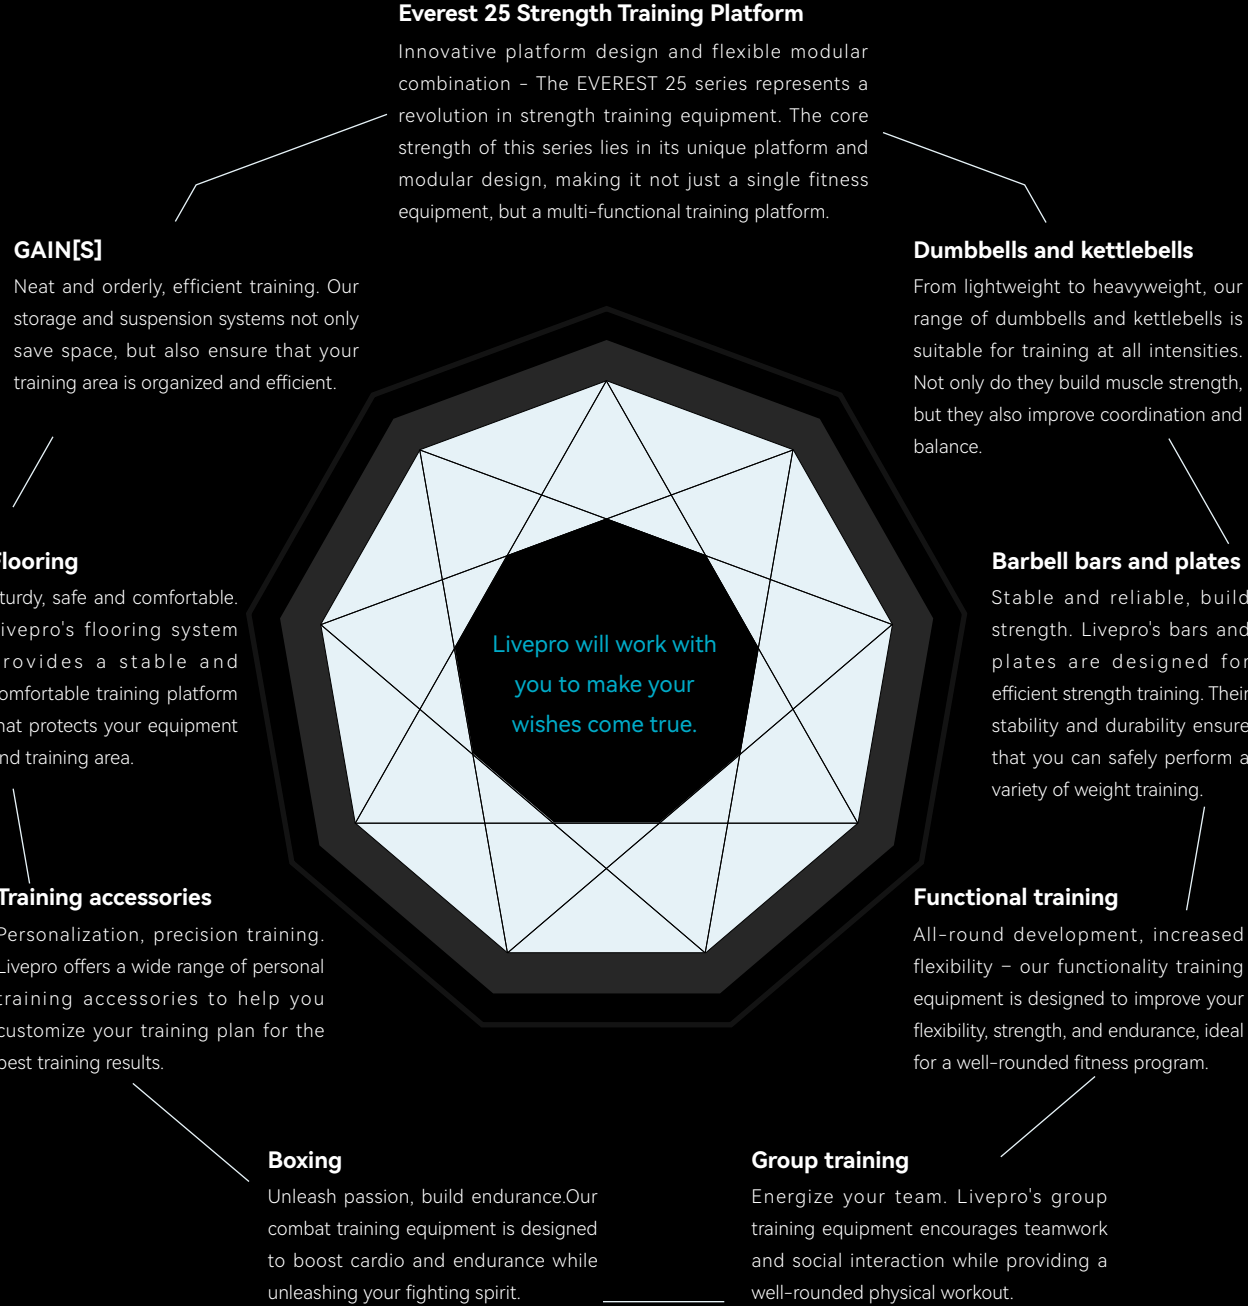 Everest 25 Strength Training Platform
Innovative platform design and flexible modular
combination - The EVEREST 25 series represents a
revolution in strength training equipment. The core
strength of this series lies in its unique platform and
modular design, making it not just a single fitness
equipment, but a multi-functional training platform.
GAIN[S]
Neat and orderly, efficient training. Our
storage and suspension systems not only
save space, but also ensure that your
training area is organized and efficient.
Dumbbells and kettlebells
From lightweight to heavyweight, our
range of dumbbells and kettlebells is
suitable for training at all intensities.
Not only do they build muscle strength,
but they also improve coordination and
balance.
Flooring
turdy, safe and comfortable.
ivepro's flooring system
rovides a stable and
omfortable training platform
hat protects your equipment
nd training area.
Livepro will work with
you to make your
wishes come true.
Barbell bars and plates
Stable and reliable, build
strength. Livepro's bars and
plates are designed for
efficient strength training. Their
stability and durability ensure
that you can safely perform a
variety of weight training.
Training accessories
Personalization, precision training.
Livepro offers a wide range of personal
training accessories to help you
customize your training plan for the
best training results.
Functional training
All-round development, increased
flexibility – our functionality training
equipment is designed to improve your
flexibility, strength, and endurance, ideal
for a well-rounded fitness program.
Boxing
Unleash passion, build endurance.Our
combat training equipment is designed
to boost cardio and endurance while
unleashing your fighting spirit.
Group training
Energize your team. Livepro's group
training equipment encourages teamwork
and social interaction while providing a
well-rounded physical workout.